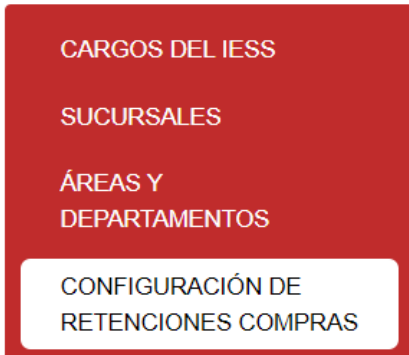 CARGOS DEL IESS
SUCURSALES
ÁREAS Y
DEPARTAMENTOS
CONFIGURACIÓN DE
RETENCIONES COMPRAS